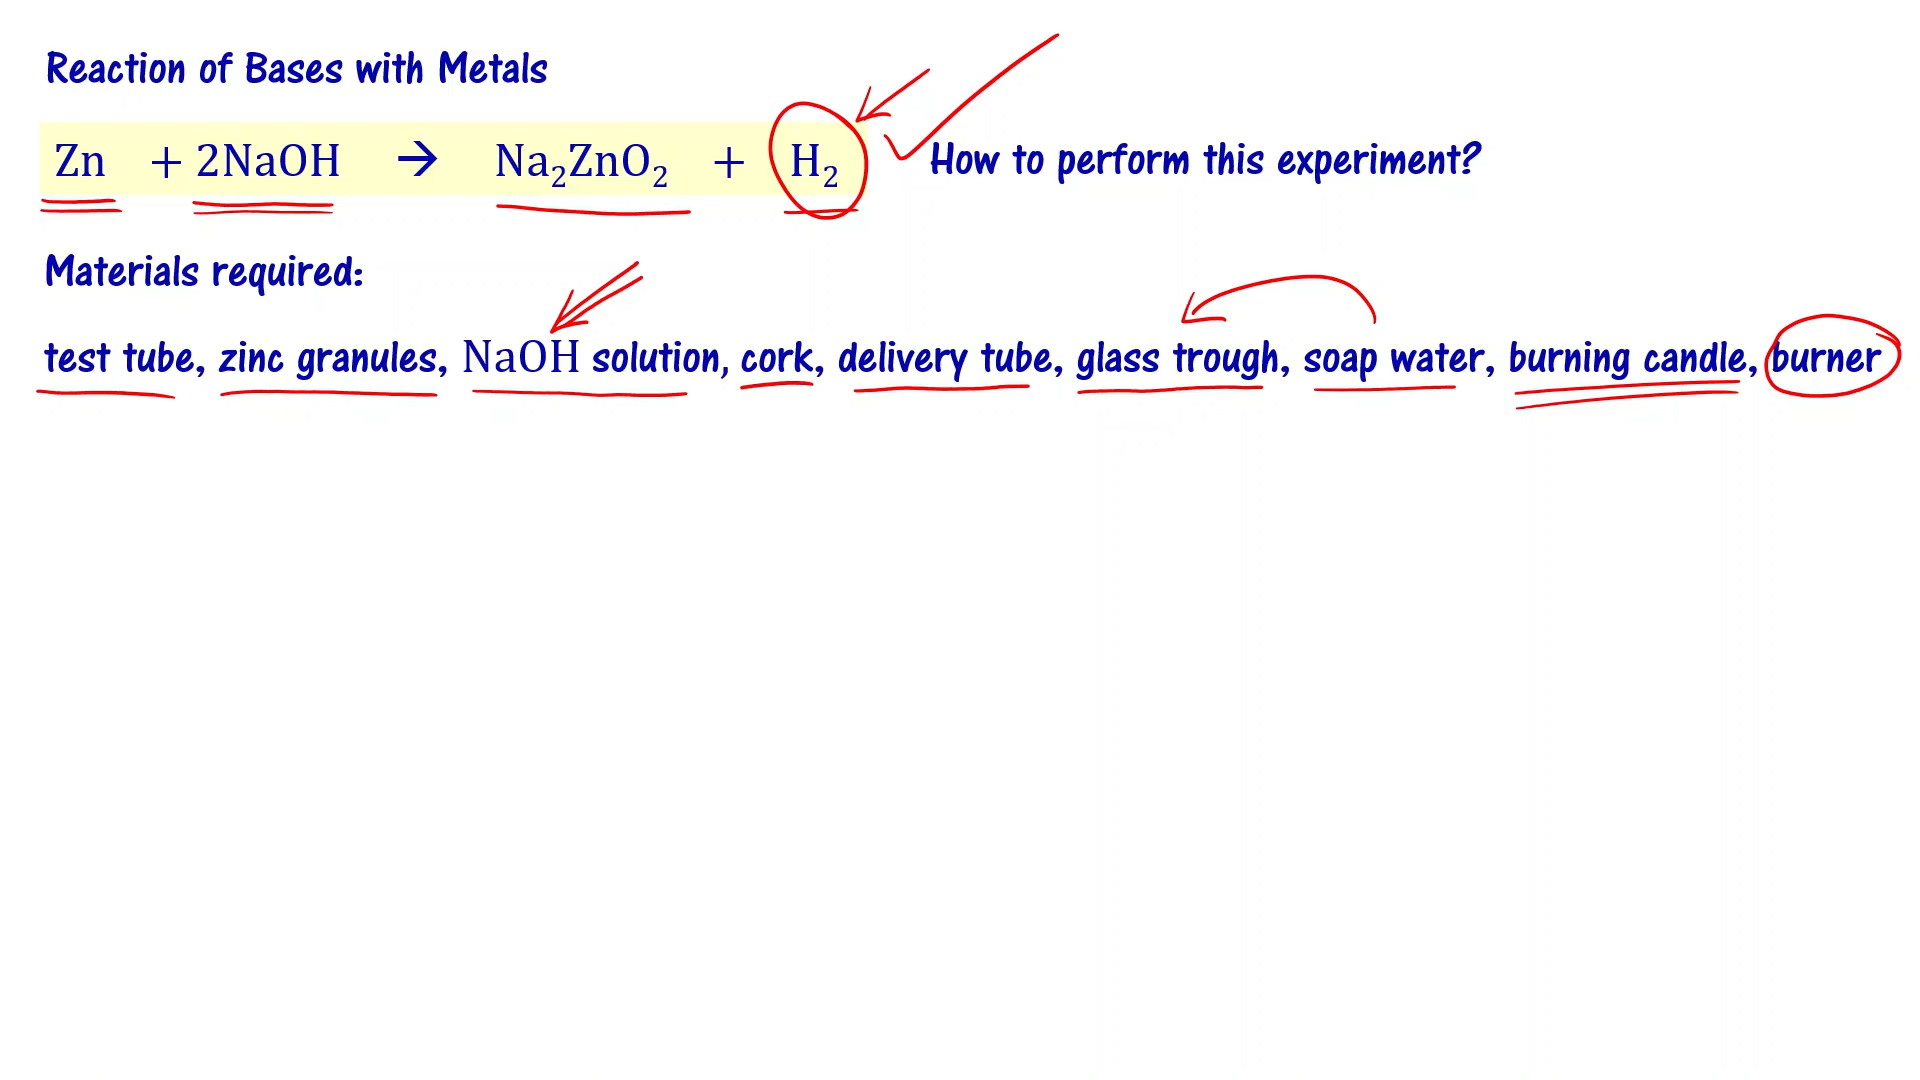 Reaction of Bases with Metals
Zn + 2NaOH → Na₂ZnO₂ + H₂ How to perform this experiment?
Materials required:
test tube, zinc granules, NaOH solution, cork, delivery tube, glass trough, soap water, burning candle, burner